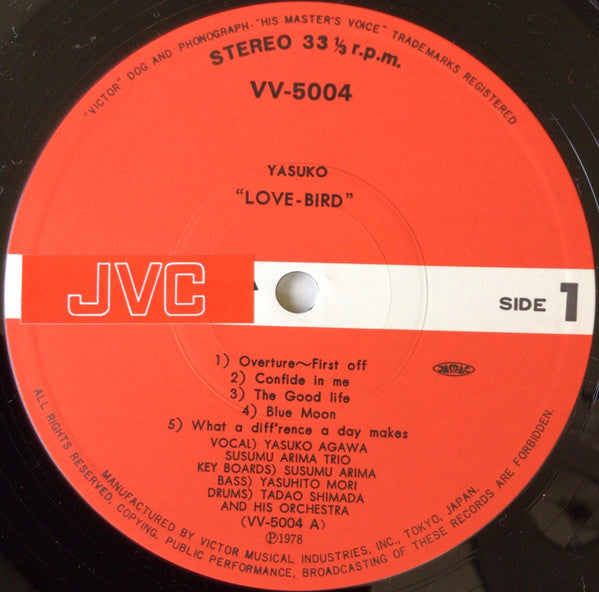 "VICTOR" DOG AND PHONOGRAPH-"HIS MASTER'S VOICE" TRADEMARKS REGISTERED
STEREO 33 ⅓ r.p.m.
VV-5004
YASUKO
"LOVE-BIRD"
JVC
SIDE 1
1) Overture~First off
2) Confide in me
3) The Good life
4) Blue Moon
5) What a diff'rence a day makes
JASRAC
VOCAL) YASUKO AGAWA
SUSUMU ARIMA TRIO
KEY BOARDS) SUSUMU ARIMA
BASS) YASUHITO MORI
DRUMS) TADAO SHIMADA
AND HIS ORCHESTRA
(VV-5004 A)
Ⓟ1978
MANUFACTURED BY VICTOR MUSICAL INDUSTRIES, INC., TOKYO, JAPAN.
ALL RIGHTS RESERVED, COPYING, PUBLIC PERFORMANCE, BROADCASTING OF THESE RECORDS ARE FORBIDDEN.